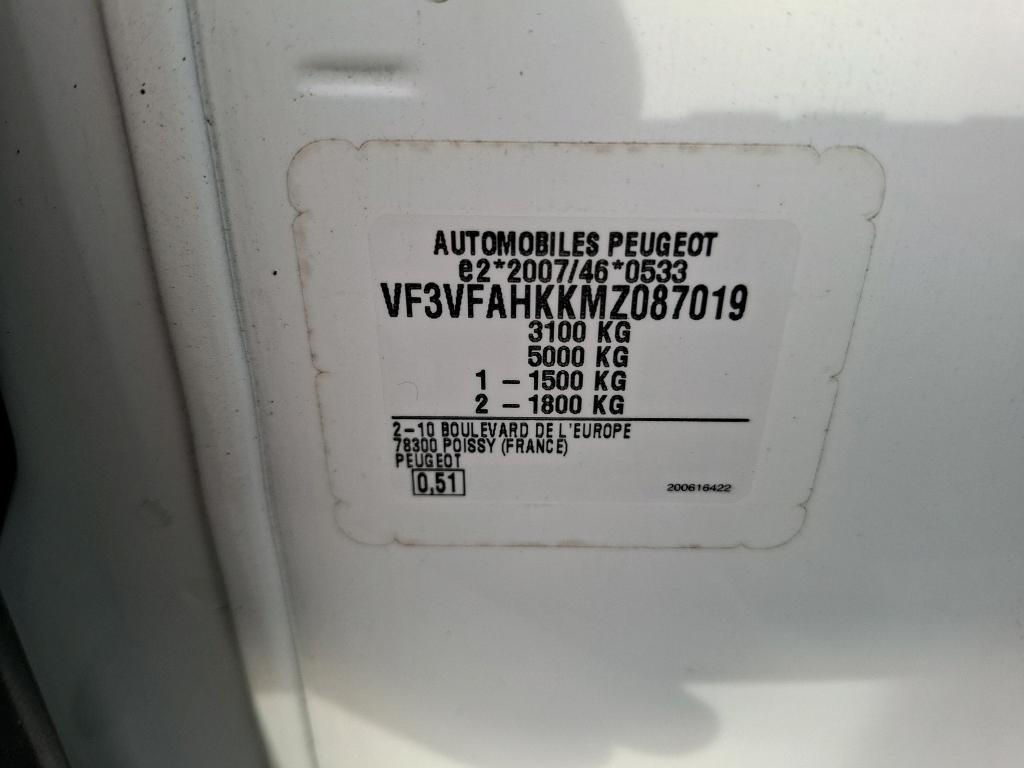 AUTOMOBILES PEUGEOT
e2*2007/46*0533
VF3VFAHKKMZ087019
3100 KG
5000 KG
1 - 1500 KG
2 - 1800 KG
2-10 BOULEVARD DE L'EUROPE
78300 POISSY (FRANCE)
PEUGEOT
0,51
200616422